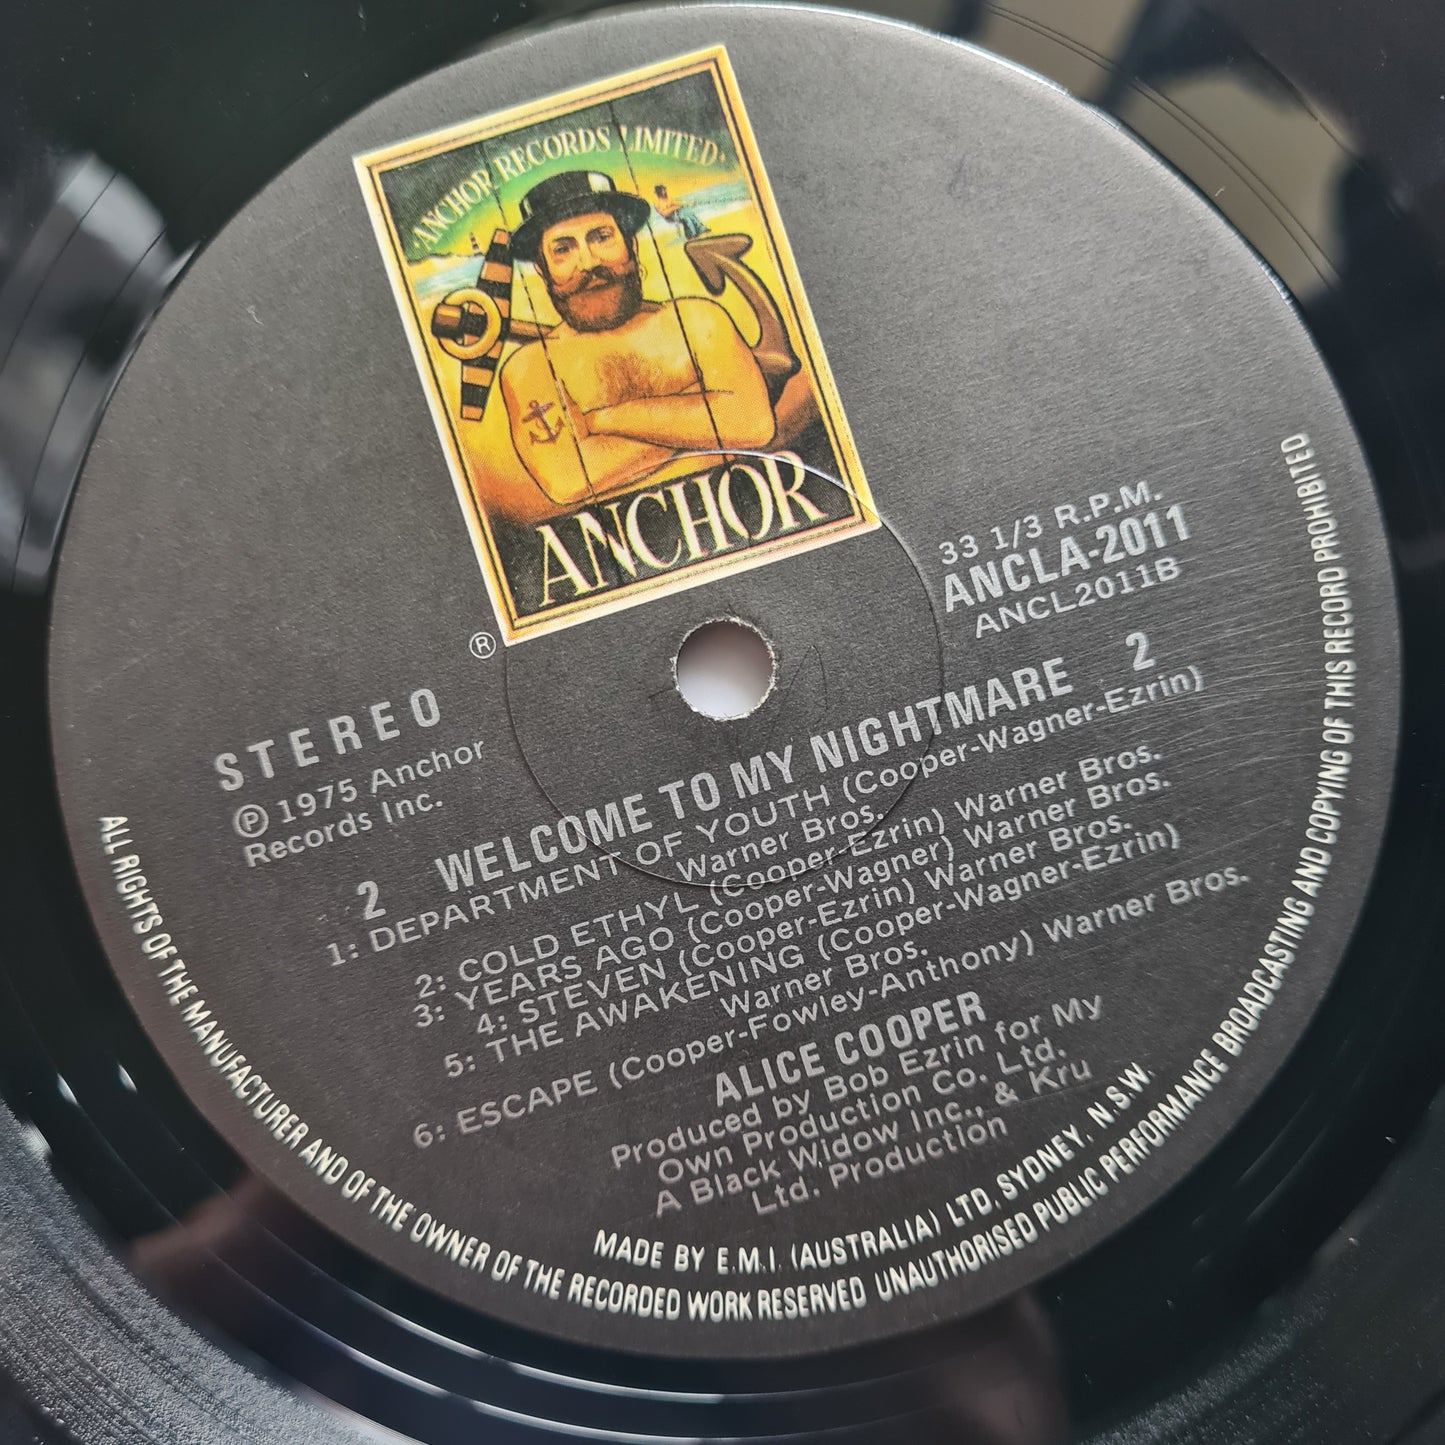 ANCHOR RECORDS LIMITED
ANCHOR
®
33 1/3 R.P.M.
ANCLA-2011
ANCL2011B
STEREO
℗ 1975 Anchor
Records Inc.
2 WELCOME TO MY NIGHTMARE 2
1: DEPARTMENT OF YOUTH (Cooper-Wagner-Ezrin)
Warner Bros.
2: COLD ETHYL (Cooper-Ezrin) Warner Bros.
3: YEARS AGO (Cooper-Wagner) Warner Bros.
4: STEVEN (Cooper-Ezrin) Warner Bros.
5: THE AWAKENING (Cooper-Wagner-Ezrin)
Warner Bros.
6: ESCAPE (Cooper-Fowley-Anthony) Warner Bros.
ALICE COOPER
Produced by Bob Ezrin for My
Own Production Co. Ltd.
A Black Widow Inc., & Kru
Ltd. Production
MADE BY E.M.I. (AUSTRALIA) LTD, SYDNEY, N.S.W.
ALL RIGHTS OF THE MANUFACTURER AND OF THE OWNER OF THE RECORDED WORK RESERVED UNAUTHORISED PUBLIC PERFORMANCE BROADCASTING AND COPYING OF THIS RECORD PROHIBITED